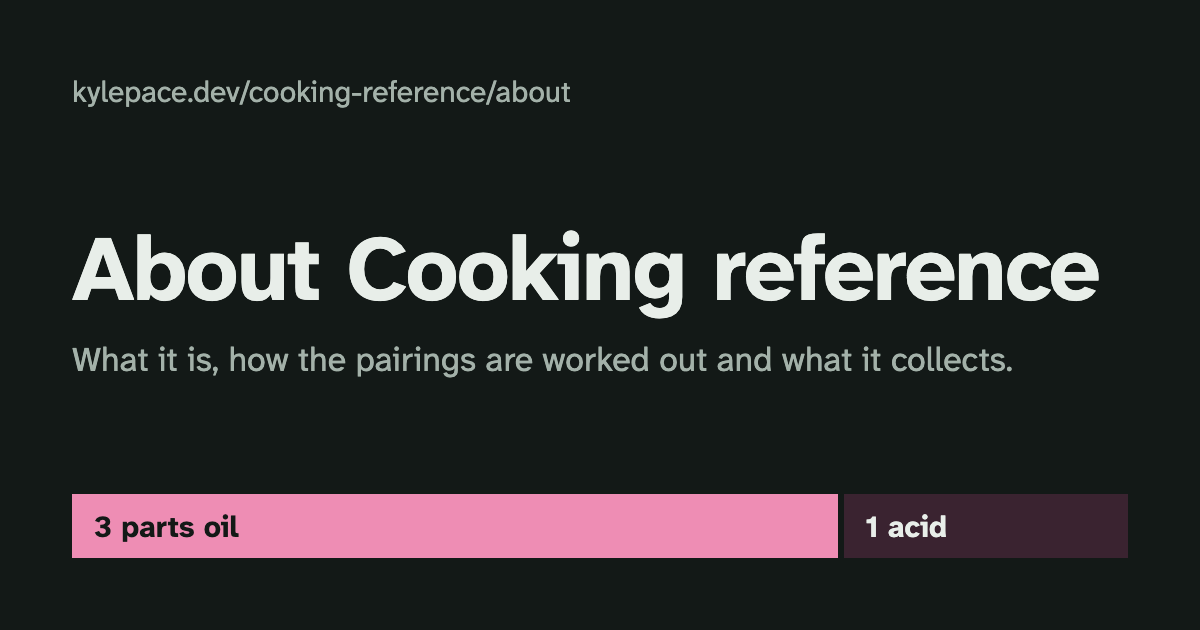 kylepace.dev/cooking-reference/about
About Cooking reference
What it is, how the pairings are worked out and what it collects.
3 parts oil
1 acid